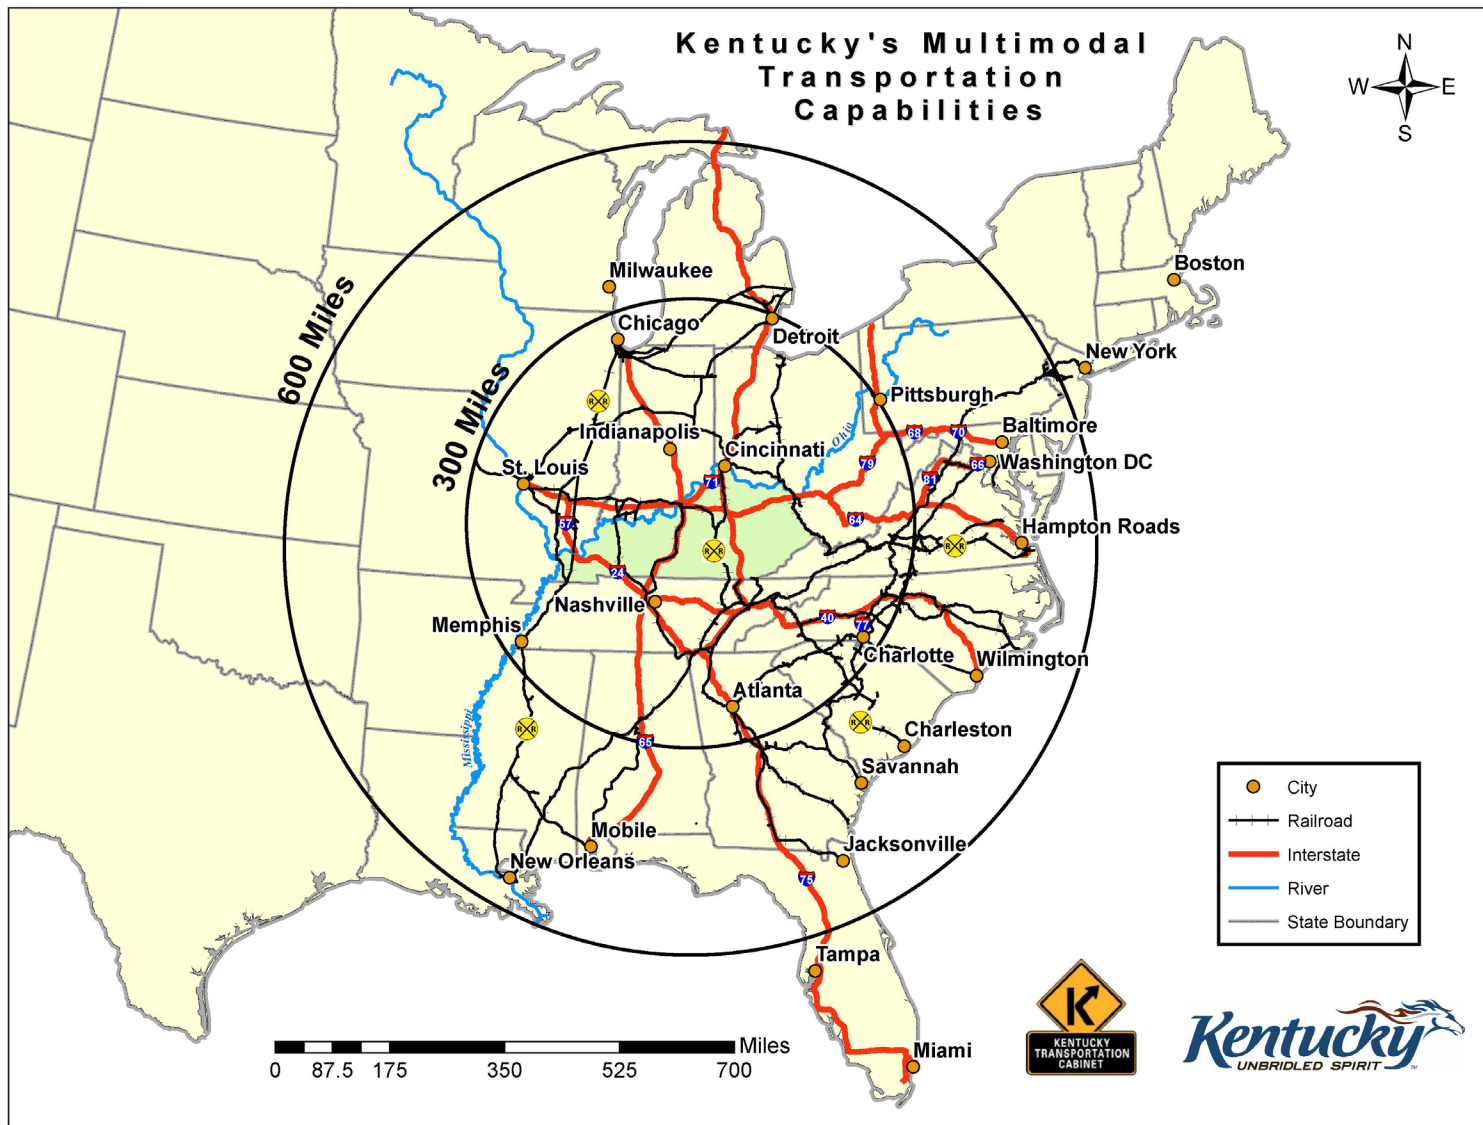 Kentucky's Multimodal
Transportation
Capabilities
N
W
E
S
600 Miles
300 Miles
Milwaukee
Chicago
Detroit
Boston
New York
Pittsburgh
Baltimore
Washington DC
Indianapolis
Cincinnati
St. Louis
Ohio
68
70
79
66
81
71
57
64
24
Hampton Roads
R R
R R
R R
Nashville
Memphis
40
77
Charlotte
Wilmington
Atlanta
Mississippi
R R
R R
65
Charleston
Savannah
Mobile
New Orleans
Jacksonville
75
Tampa
Miami
City
Railroad
Interstate
River
State Boundary
Miles
0 87.5 175 350 525 700
KENTUCKY
TRANSPORTATION
CABINET
Kentucky
UNBRIDLED SPIRIT
TM